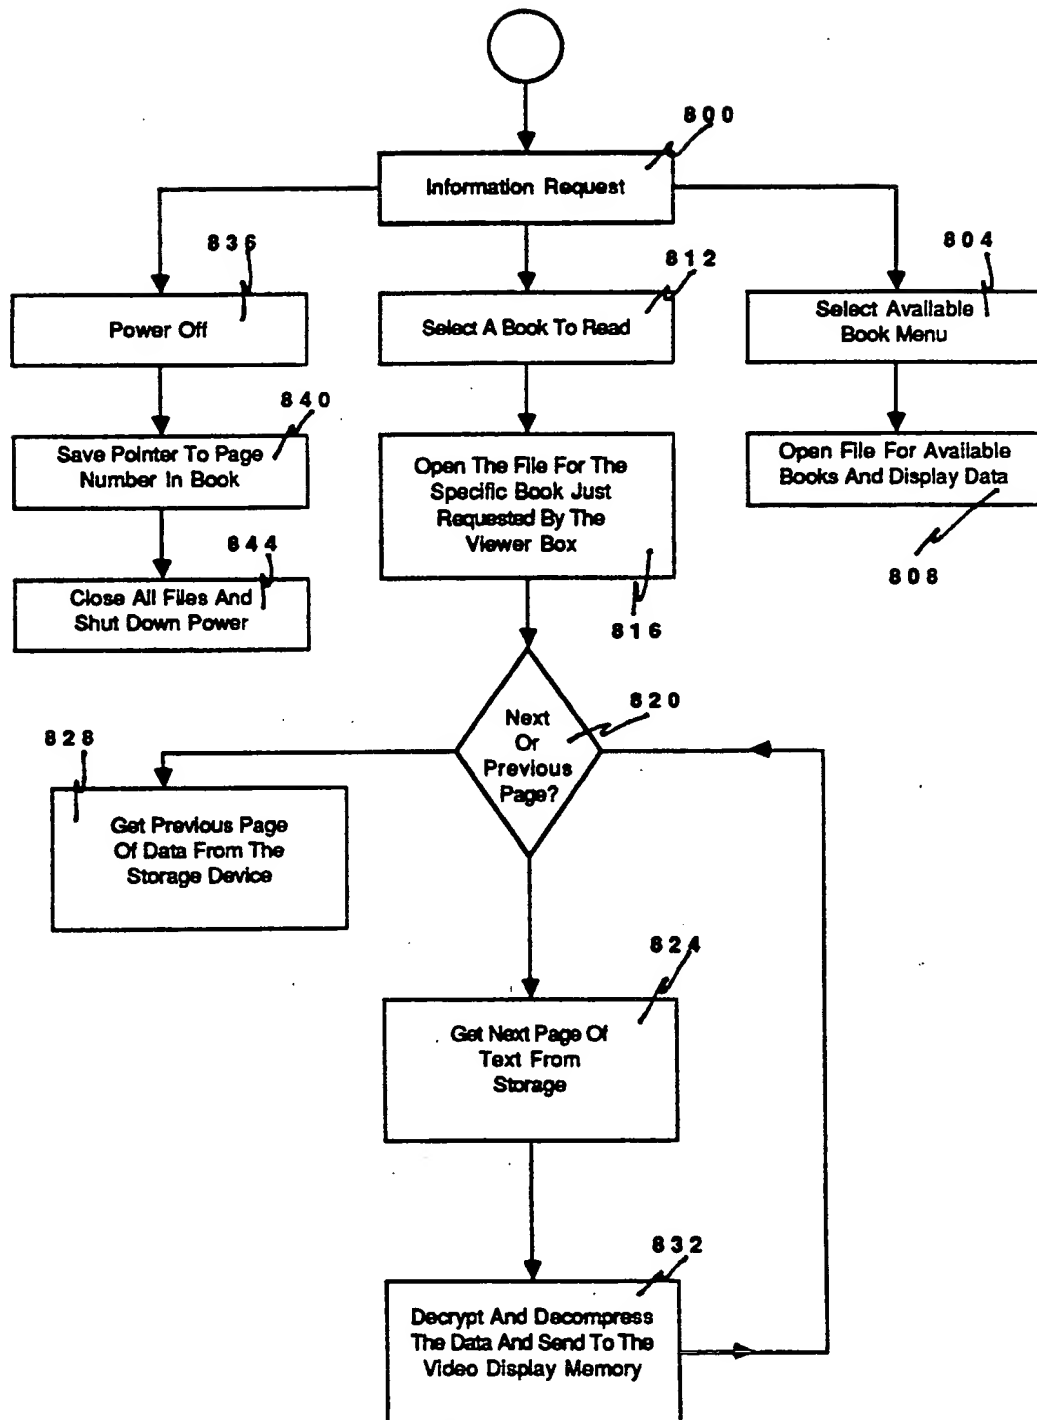 800
Information Request
836
812
804
Power Off
Select A Book To Read
Select Available
Book Menu
840
Save Pointer To Page
Number In Book
Open The File For The
Specific Book Just
Requested By The
Viewer Box
Open File For Available
Books And Display Data
844
808
Close All Files And
Shut Down Power
816
820
Next
Or
Previous
Page?
828
Get Previous Page
Of Data From The
Storage Device
824
Get Next Page Of
Text From
Storage
832
Decrypt And Decompress
The Data And Send To The
Video Display Memory